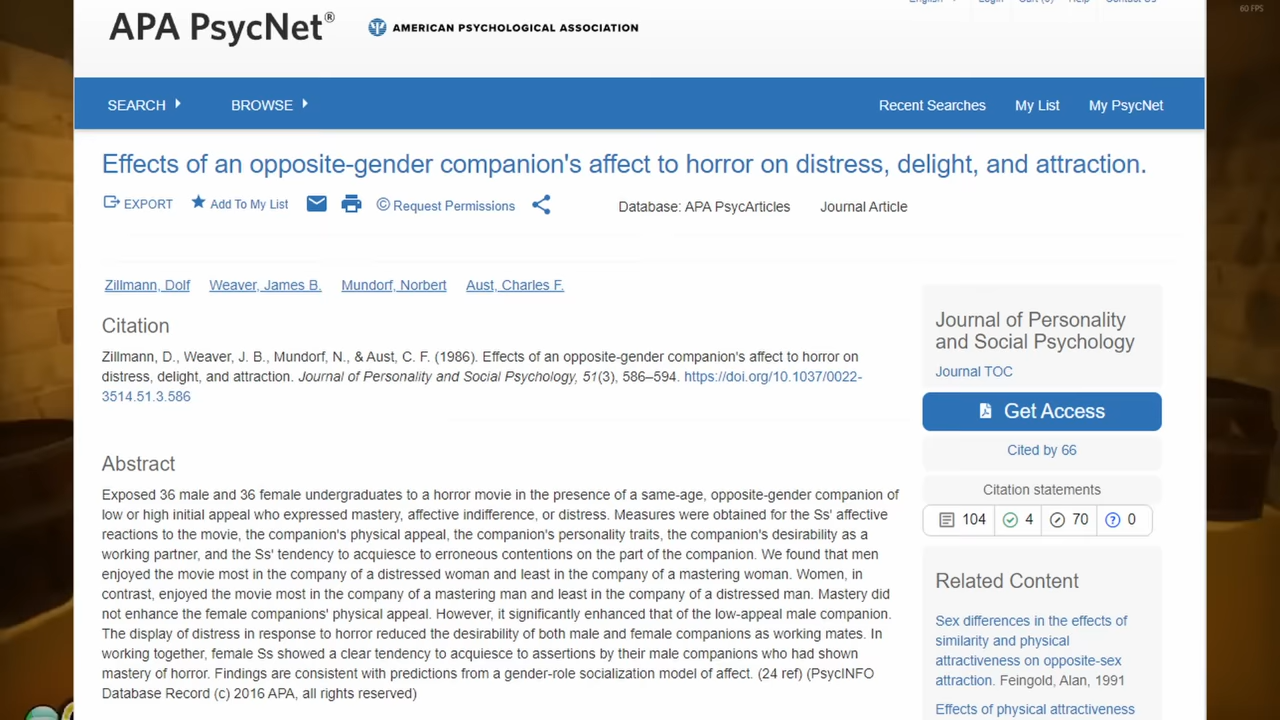 English Login Cart (0) Help Contact Us
60 FPS
APA PsycNet®
AMERICAN PSYCHOLOGICAL ASSOCIATION
SEARCH BROWSE Recent Searches My List My PsycNet
Effects of an opposite-gender companion's affect to horror on distress, delight, and attraction.
EXPORT Add To My List © Request Permissions Database: APA PsycArticles Journal Article
Zillmann, Dolf Weaver, James B. Mundorf, Norbert Aust, Charles F.
Citation
Zillmann, D., Weaver, J. B., Mundorf, N., & Aust, C. F. (1986). Effects of an opposite-gender companion's affect to horror on
distress, delight, and attraction. Journal of Personality and Social Psychology, 51(3), 586–594. https://doi.org/10.1037/0022-
3514.51.3.586
Abstract
Exposed 36 male and 36 female undergraduates to a horror movie in the presence of a same-age, opposite-gender companion of
low or high initial appeal who expressed mastery, affective indifference, or distress. Measures were obtained for the Ss' affective
reactions to the movie, the companion's physical appeal, the companion's personality traits, the companion's desirability as a
working partner, and the Ss' tendency to acquiesce to erroneous contentions on the part of the companion. We found that men
enjoyed the movie most in the company of a distressed woman and least in the company of a mastering woman. Women, in
contrast, enjoyed the movie most in the company of a mastering man and least in the company of a distressed man. Mastery did
not enhance the female companions' physical appeal. However, it significantly enhanced that of the low-appeal male companion.
The display of distress in response to horror reduced the desirability of both male and female companions as working mates. In
working together, female Ss showed a clear tendency to acquiesce to assertions by their male companions who had shown
mastery of horror. Findings are consistent with predictions from a gender-role socialization model of affect. (24 ref) (PsycINFO
Database Record (c) 2016 APA, all rights reserved)
Journal of Personality
and Social Psychology
Journal TOC
Get Access
Cited by 66
Citation statements
104 4 70 0
Related Content
Sex differences in the effects of
similarity and physical
attractiveness on opposite-sex
attraction. Feingold, Alan, 1991
Effects of physical attractiveness